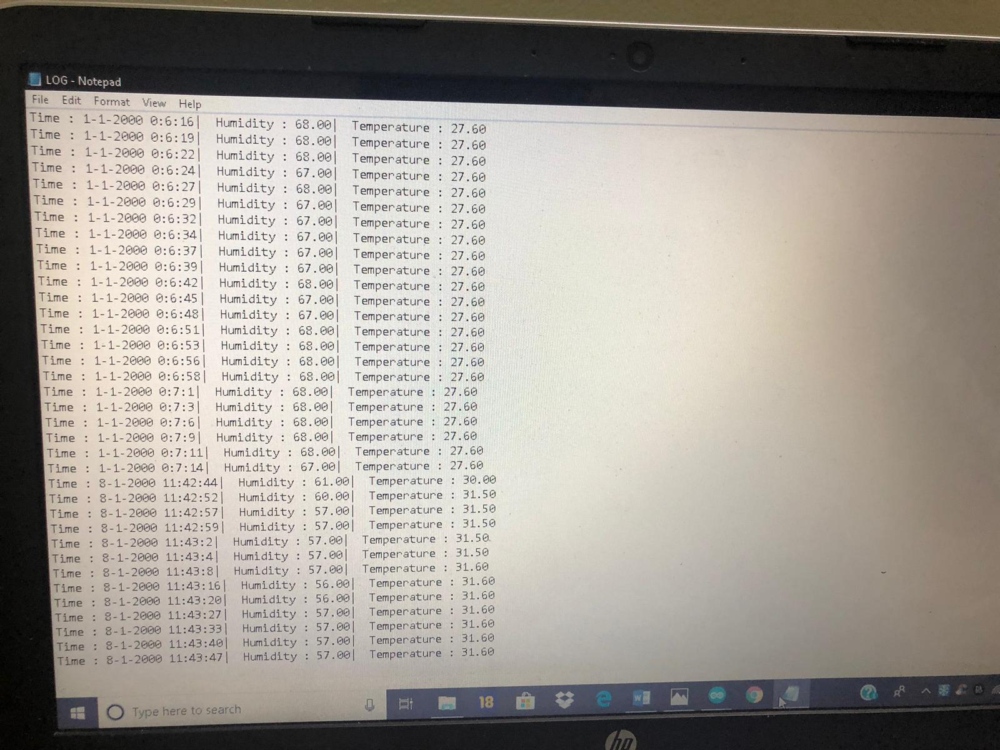 LOG - Notepad
File Edit Format View Help
Time : 1-1-2000 0:6:16| Humidity : 68.00| Temperature : 27.60
Time : 1-1-2000 0:6:19| Humidity : 68.00| Temperature : 27.60
Time : 1-1-2000 0:6:22| Humidity : 68.00| Temperature : 27.60
Time : 1-1-2000 0:6:24| Humidity : 67.00| Temperature : 27.60
Time : 1-1-2000 0:6:27| Humidity : 68.00| Temperature : 27.60
Time : 1-1-2000 0:6:29| Humidity : 67.00| Temperature : 27.60
Time : 1-1-2000 0:6:32| Humidity : 67.00| Temperature : 27.60
Time : 1-1-2000 0:6:34| Humidity : 67.00| Temperature : 27.60
Time : 1-1-2000 0:6:37| Humidity : 67.00| Temperature : 27.60
Time : 1-1-2000 0:6:39| Humidity : 67.00| Temperature : 27.60
Time : 1-1-2000 0:6:42| Humidity : 68.00| Temperature : 27.60
Time : 1-1-2000 0:6:45| Humidity : 67.00| Temperature : 27.60
Time : 1-1-2000 0:6:48| Humidity : 67.00| Temperature : 27.60
Time : 1-1-2000 0:6:51| Humidity : 68.00| Temperature : 27.60
Time : 1-1-2000 0:6:53| Humidity : 68.00| Temperature : 27.60
Time : 1-1-2000 0:6:56| Humidity : 68.00| Temperature : 27.60
Time : 1-1-2000 0:6:58| Humidity : 68.00| Temperature : 27.60
Time : 1-1-2000 0:7:1| Humidity : 68.00| Temperature : 27.60
Time : 1-1-2000 0:7:3| Humidity : 68.00| Temperature : 27.60
Time : 1-1-2000 0:7:6| Humidity : 68.00| Temperature : 27.60
Time : 1-1-2000 0:7:9| Humidity : 68.00| Temperature : 27.60
Time : 1-1-2000 0:7:11| Humidity : 68.00| Temperature : 27.60
Time : 1-1-2000 0:7:14| Humidity : 67.00| Temperature : 27.60
Time : 8-1-2000 11:42:44| Humidity : 61.00| Temperature : 30.00
Time : 8-1-2000 11:42:52| Humidity : 60.00| Temperature : 31.50
Time : 8-1-2000 11:42:57| Humidity : 57.00| Temperature : 31.50
Time : 8-1-2000 11:42:59| Humidity : 57.00| Temperature : 31.50
Time : 8-1-2000 11:43:2| Humidity : 57.00| Temperature : 31.50
Time : 8-1-2000 11:43:4| Humidity : 57.00| Temperature : 31.50
Time : 8-1-2000 11:43:8| Humidity : 57.00| Temperature : 31.60
Time : 8-1-2000 11:43:16| Humidity : 56.00| Temperature : 31.60
Time : 8-1-2000 11:43:20| Humidity : 56.00| Temperature : 31.60
Time : 8-1-2000 11:43:27| Humidity : 57.00| Temperature : 31.60
Time : 8-1-2000 11:43:33| Humidity : 57.00| Temperature : 31.60
Time : 8-1-2000 11:43:40| Humidity : 57.00| Temperature : 31.60
Time : 8-1-2000 11:43:47| Humidity : 57.00| Temperature : 31.60
Type here to search 18
hp